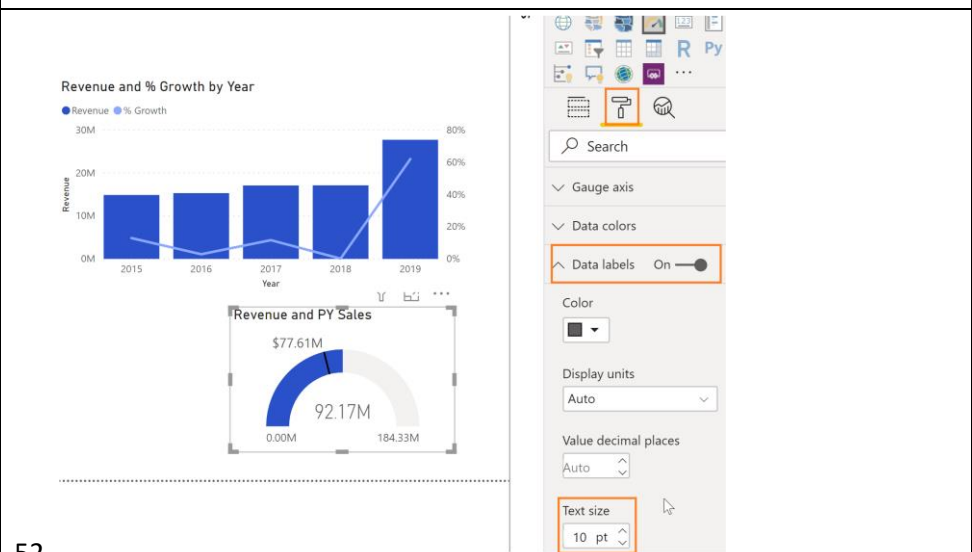 Revenue and % Growth by Year
Revenue % Growth
30M
20M
10M
0M
Revenue
80%
60%
40%
20%
0%
2015 2016 2017 2018 2019
Year
Revenue and PY Sales
$77.61M
92.17M
0.00M 184.33M
123
R Py
Search
Gauge axis
Data colors
Data labels On
Color
Display units
Auto
Value decimal places
Auto
Text size
10 pt